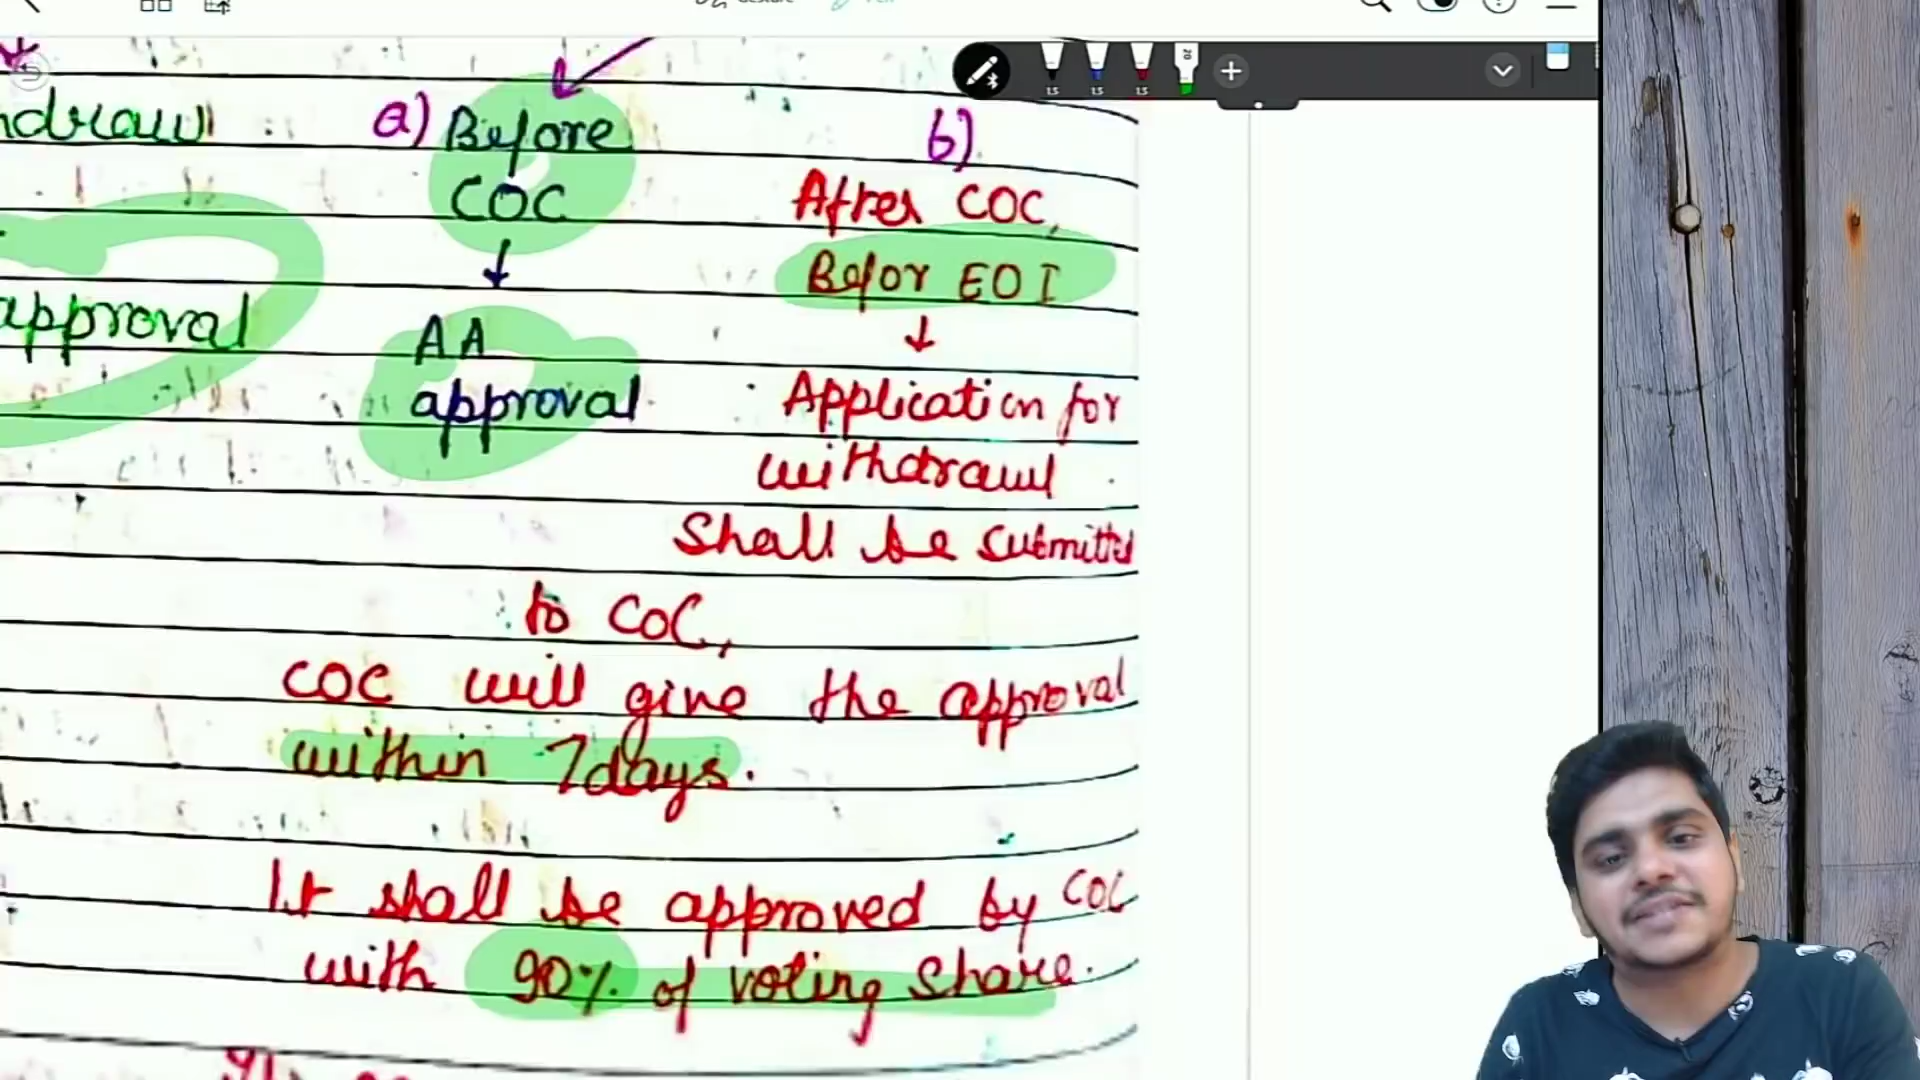 a) Before
COC
AA
approval
b)
After COC,
Befor EOI
Application for
withdrawl
Shall be submitted
to COC,
COC will give the approval
within 7days.
It shall be approved by COC
with 90% of voting share.
approval